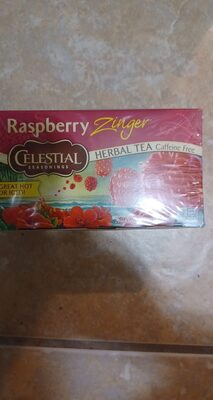 Raspberry Zinger
CELESTIAL
SEASONINGS
HERBAL TEA Caffeine Free
GREAT HOT
OR ICED!